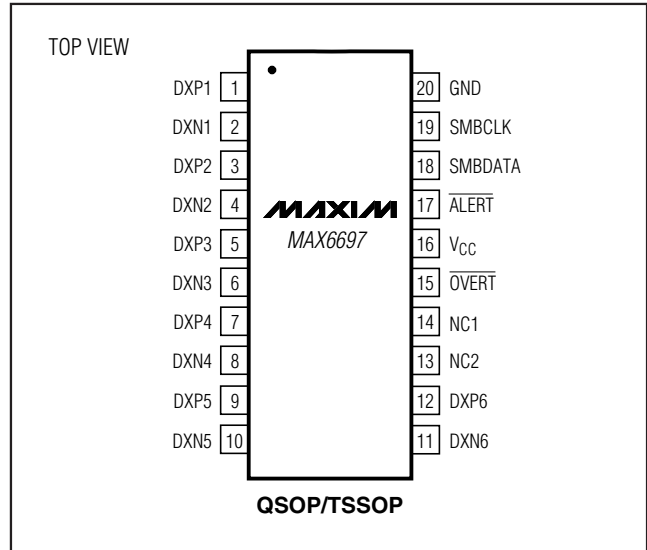 TOP VIEW
DXP1 1
DXN1 2
DXP2 3
DXN2 4
DXP3 5
DXN3 6
DXP4 7
DXN4 8
DXP5 9
DXN5 10
MAXIM
MAX6697
20 GND
19 SMBCLK
18 SMBDATA
17 ALERT
16 VCC
15 OVERT
14 NC1
13 NC2
12 DXP6
11 DXN6
QSOP/TSSOP